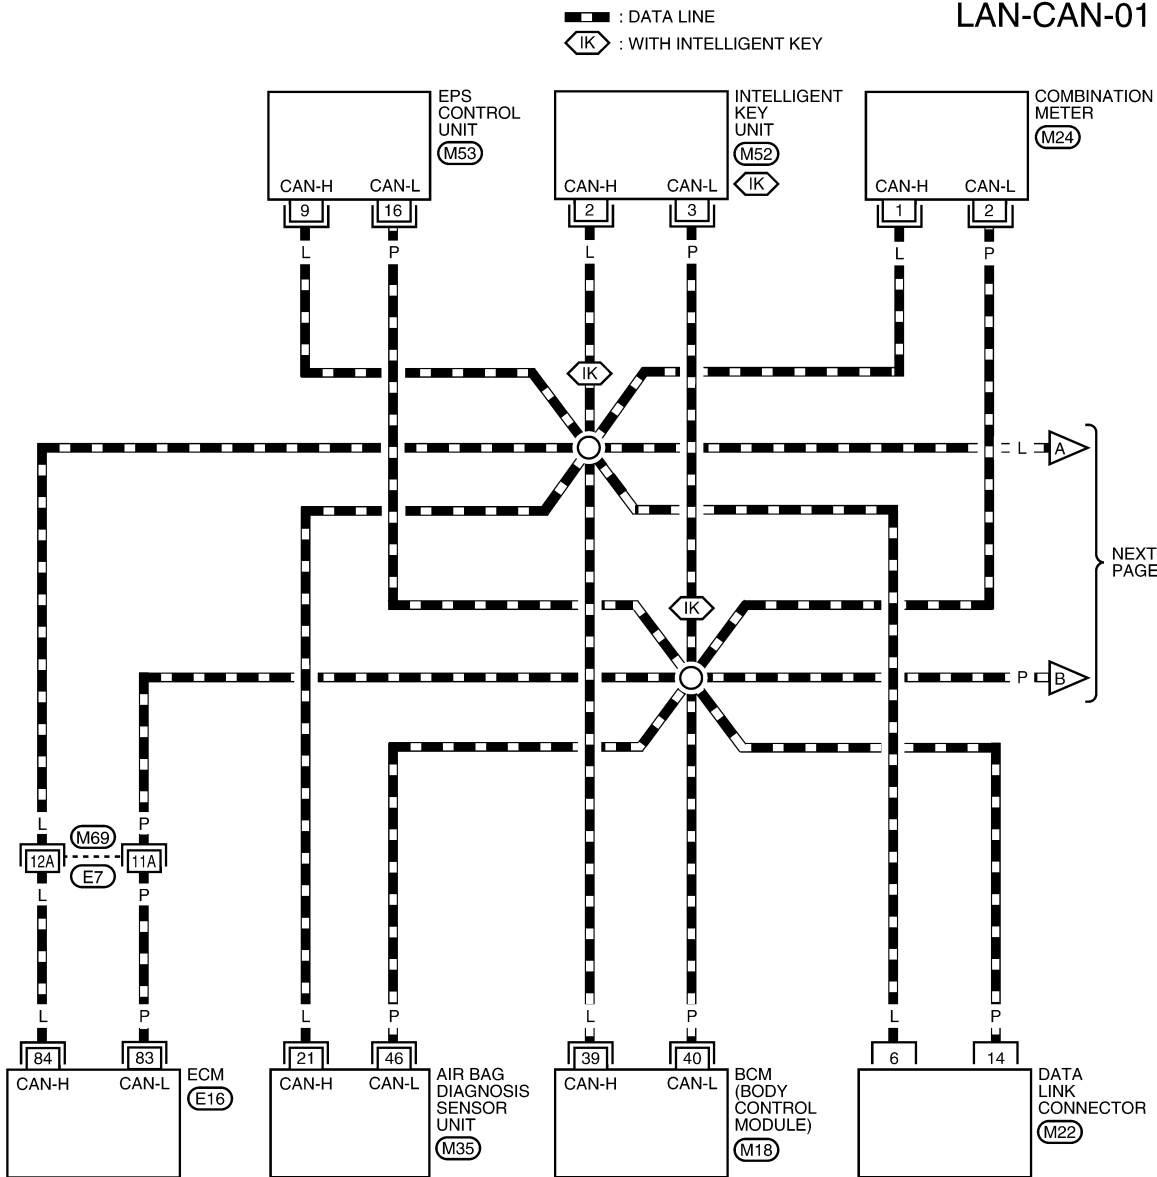 LAN-CAN-01
: DATA LINE
IK : WITH INTELLIGENT KEY
EPS
CONTROL
UNIT
M53
CAN-H CAN-L
9 16
L P
INTELLIGENT
KEY
UNIT
M52
IK
CAN-H CAN-L
2 3
L P
COMBINATION
METER
M24
CAN-H CAN-L
1 2
L P
IK
L A
NEXT
PAGE
IK
P B
L P
M69
12A 11A
E7
L P
L P
84 83
CAN-H CAN-L
ECM
E16
L P
21 46
CAN-H CAN-L
AIR BAG
DIAGNOSIS
SENSOR
UNIT
M35
L P
39 40
CAN-H CAN-L
BCM
(BODY
CONTROL
MODULE)
M18
L P
6 14
DATA
LINK
CONNECTOR
M22